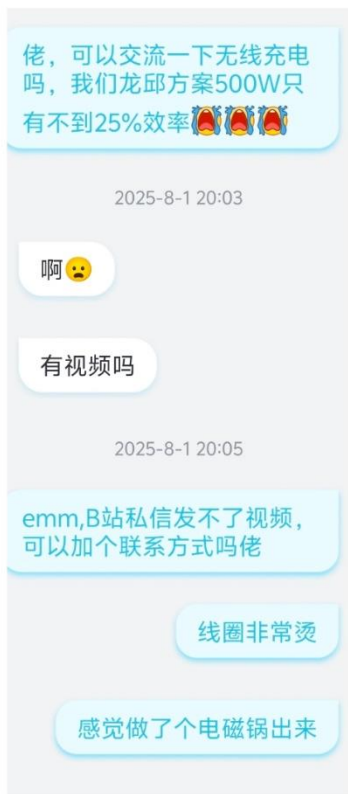 佬，可以交流一下无线充电
吗，我们龙邱方案500W只
有不到25%效率😭😭😭
2025-8-1 20:03
啊😦
有视频吗
2025-8-1 20:05
emm,B站私信发不了视频，
可以加个联系方式吗佬
线圈非常烫
感觉做了个电磁锅出来